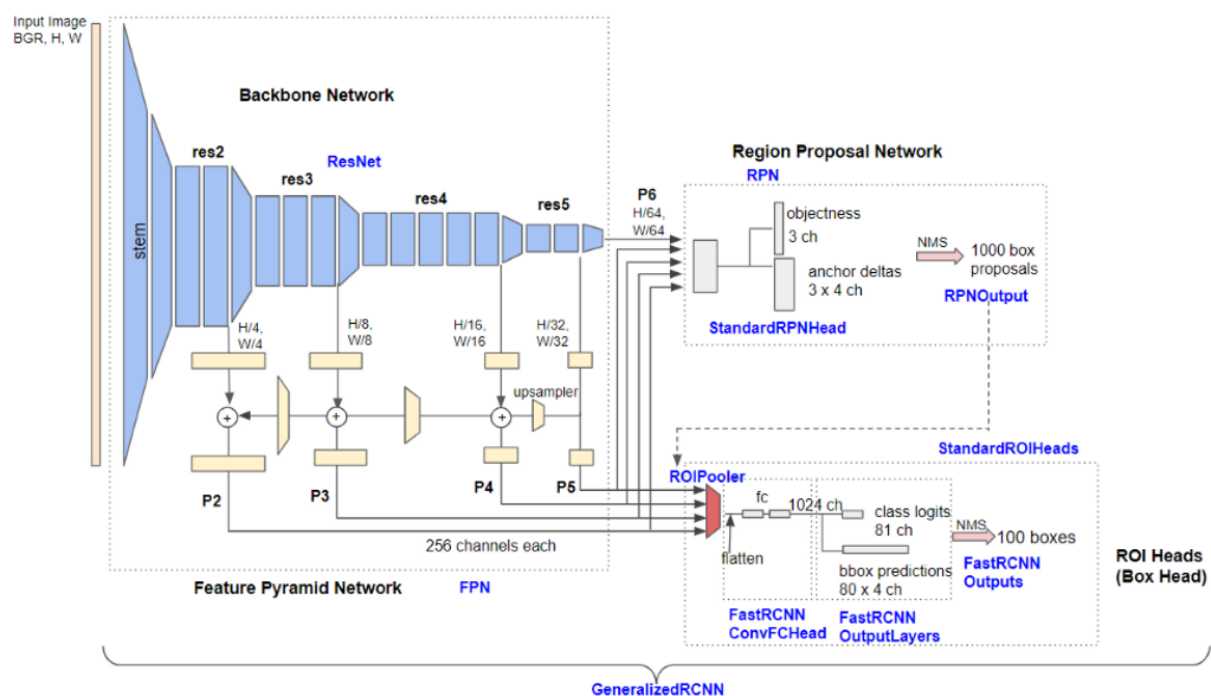 Input Image
BGR, H, W
Backbone Network
res2
ResNet
res3
res4
res5
stem
H/4,
W/4
H/8,
W/8
H/16,
W/16
H/32,
W/32
upsampler
+
+
+
P2
P3
P4
P5
256 channels each
Feature Pyramid Network
FPN
P6
H/64,
W/64
Region Proposal Network
RPN
objectness
3 ch
anchor deltas
3 x 4 ch
StandardRPNHead
NMS
1000 box
proposals
RPNOutput
StandardROIHeads
ROIPooler
flatten
fc
1024 ch
class logits
81 ch
bbox predictions
80 x 4 ch
FastRCNN
ConvFCHead
FastRCNN
OutputLayers
NMS
100 boxes
FastRCNN
Outputs
ROI Heads
(Box Head)
GeneralizedRCNN